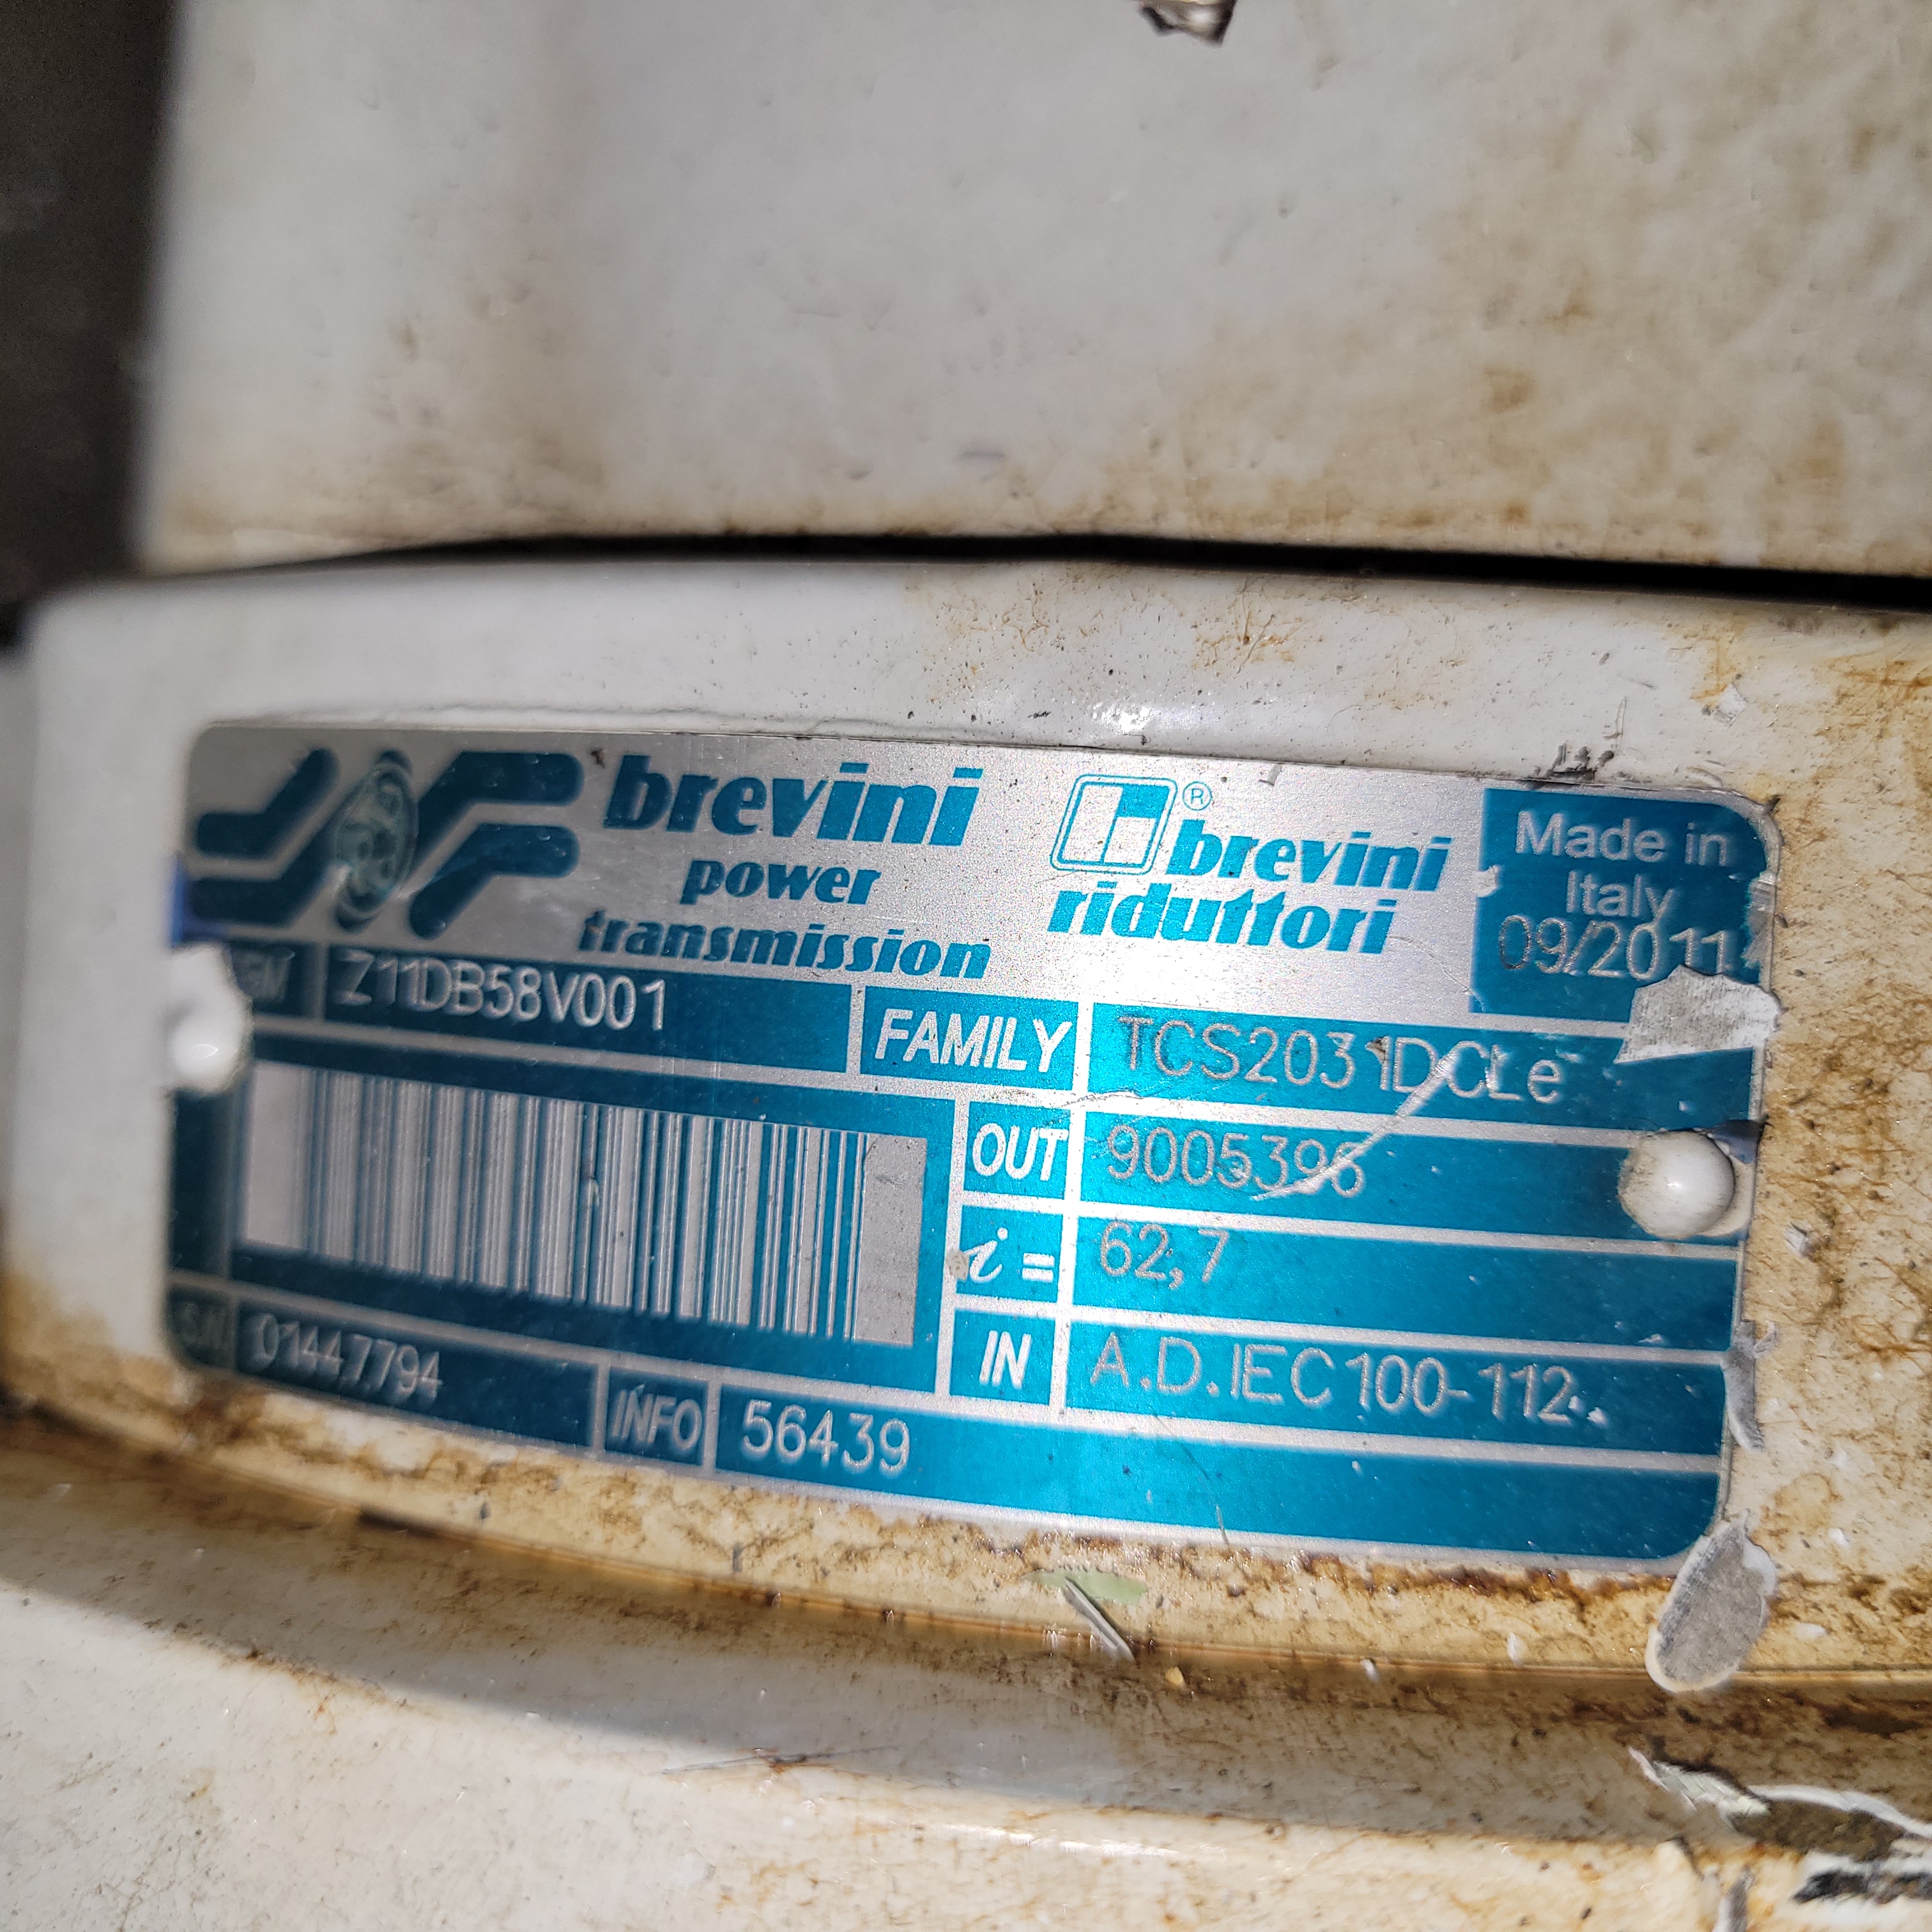 brevini
power
transmission
® brevini
riduttori
Made in
Italy
09/2011
Z11DB58V001
FAMILY TCS2031DCLe
OUT 9005396
i = 62,7
IN A.D.IEC100-112.
S.N 01447794
INFO 56439